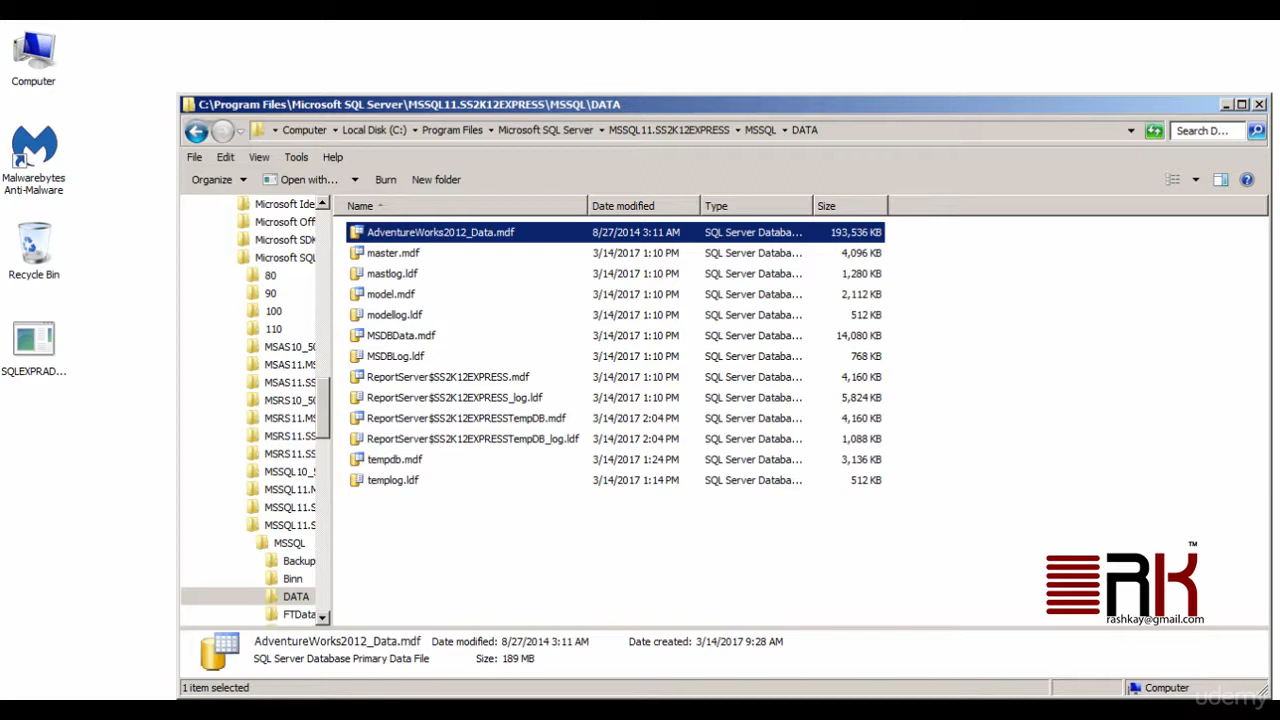 Computer
Malwarebytes
Anti-Malware
Recycle Bin
SQLEXPRAD...
C:\Program Files\Microsoft SQL Server\MSSQL11.SS2K12EXPRESS\MSSQL\DATA
Computer Local Disk (C:) Program Files Microsoft SQL Server MSSQL11.SS2K12EXPRESS MSSQL DATA Search D...
File Edit View Tools Help
Organize Open with... Burn New folder
Microsoft Ide
Microsoft Off
Microsoft SDK
Microsoft SQL
80
90
100
110
MSAS10_50
MSAS11.MS
MSAS11.SS
MSRS10_50
MSRS11.MS
MSRS11.SS
MSRS11.SS
MSSQL10_5
MSSQL11.M
MSSQL11.S
MSSQL11.S
MSSQL
Backup
Binn
DATA
FTData
Name Date modified Type Size
AdventureWorks2012_Data.mdf 8/27/2014 3:11 AM SQL Server Databa... 193,536 KB
master.mdf 3/14/2017 1:10 PM SQL Server Databa... 4,096 KB
mastlog.ldf 3/14/2017 1:10 PM SQL Server Databa... 1,280 KB
model.mdf 3/14/2017 1:10 PM SQL Server Databa... 2,112 KB
modellog.ldf 3/14/2017 1:10 PM SQL Server Databa... 512 KB
MSDBData.mdf 3/14/2017 1:10 PM SQL Server Databa... 14,080 KB
MSDBLog.ldf 3/14/2017 1:10 PM SQL Server Databa... 768 KB
ReportServer$SS2K12EXPRESS.mdf 3/14/2017 1:10 PM SQL Server Databa... 4,160 KB
ReportServer$SS2K12EXPRESS_log.ldf 3/14/2017 1:10 PM SQL Server Databa... 5,824 KB
ReportServer$SS2K12EXPRESSTempDB.mdf 3/14/2017 2:04 PM SQL Server Databa... 4,160 KB
ReportServer$SS2K12EXPRESSTempDB_log.ldf 3/14/2017 2:04 PM SQL Server Databa... 1,088 KB
tempdb.mdf 3/14/2017 1:24 PM SQL Server Databa... 3,136 KB
templog.ldf 3/14/2017 1:14 PM SQL Server Databa... 512 KB
RK™
rashkay@gmail.com
AdventureWorks2012_Data.mdf Date modified: 8/27/2014 3:11 AM Date created: 3/14/2017 9:28 AM
SQL Server Database Primary Data File Size: 189 MB
1 item selected Computer
udemy